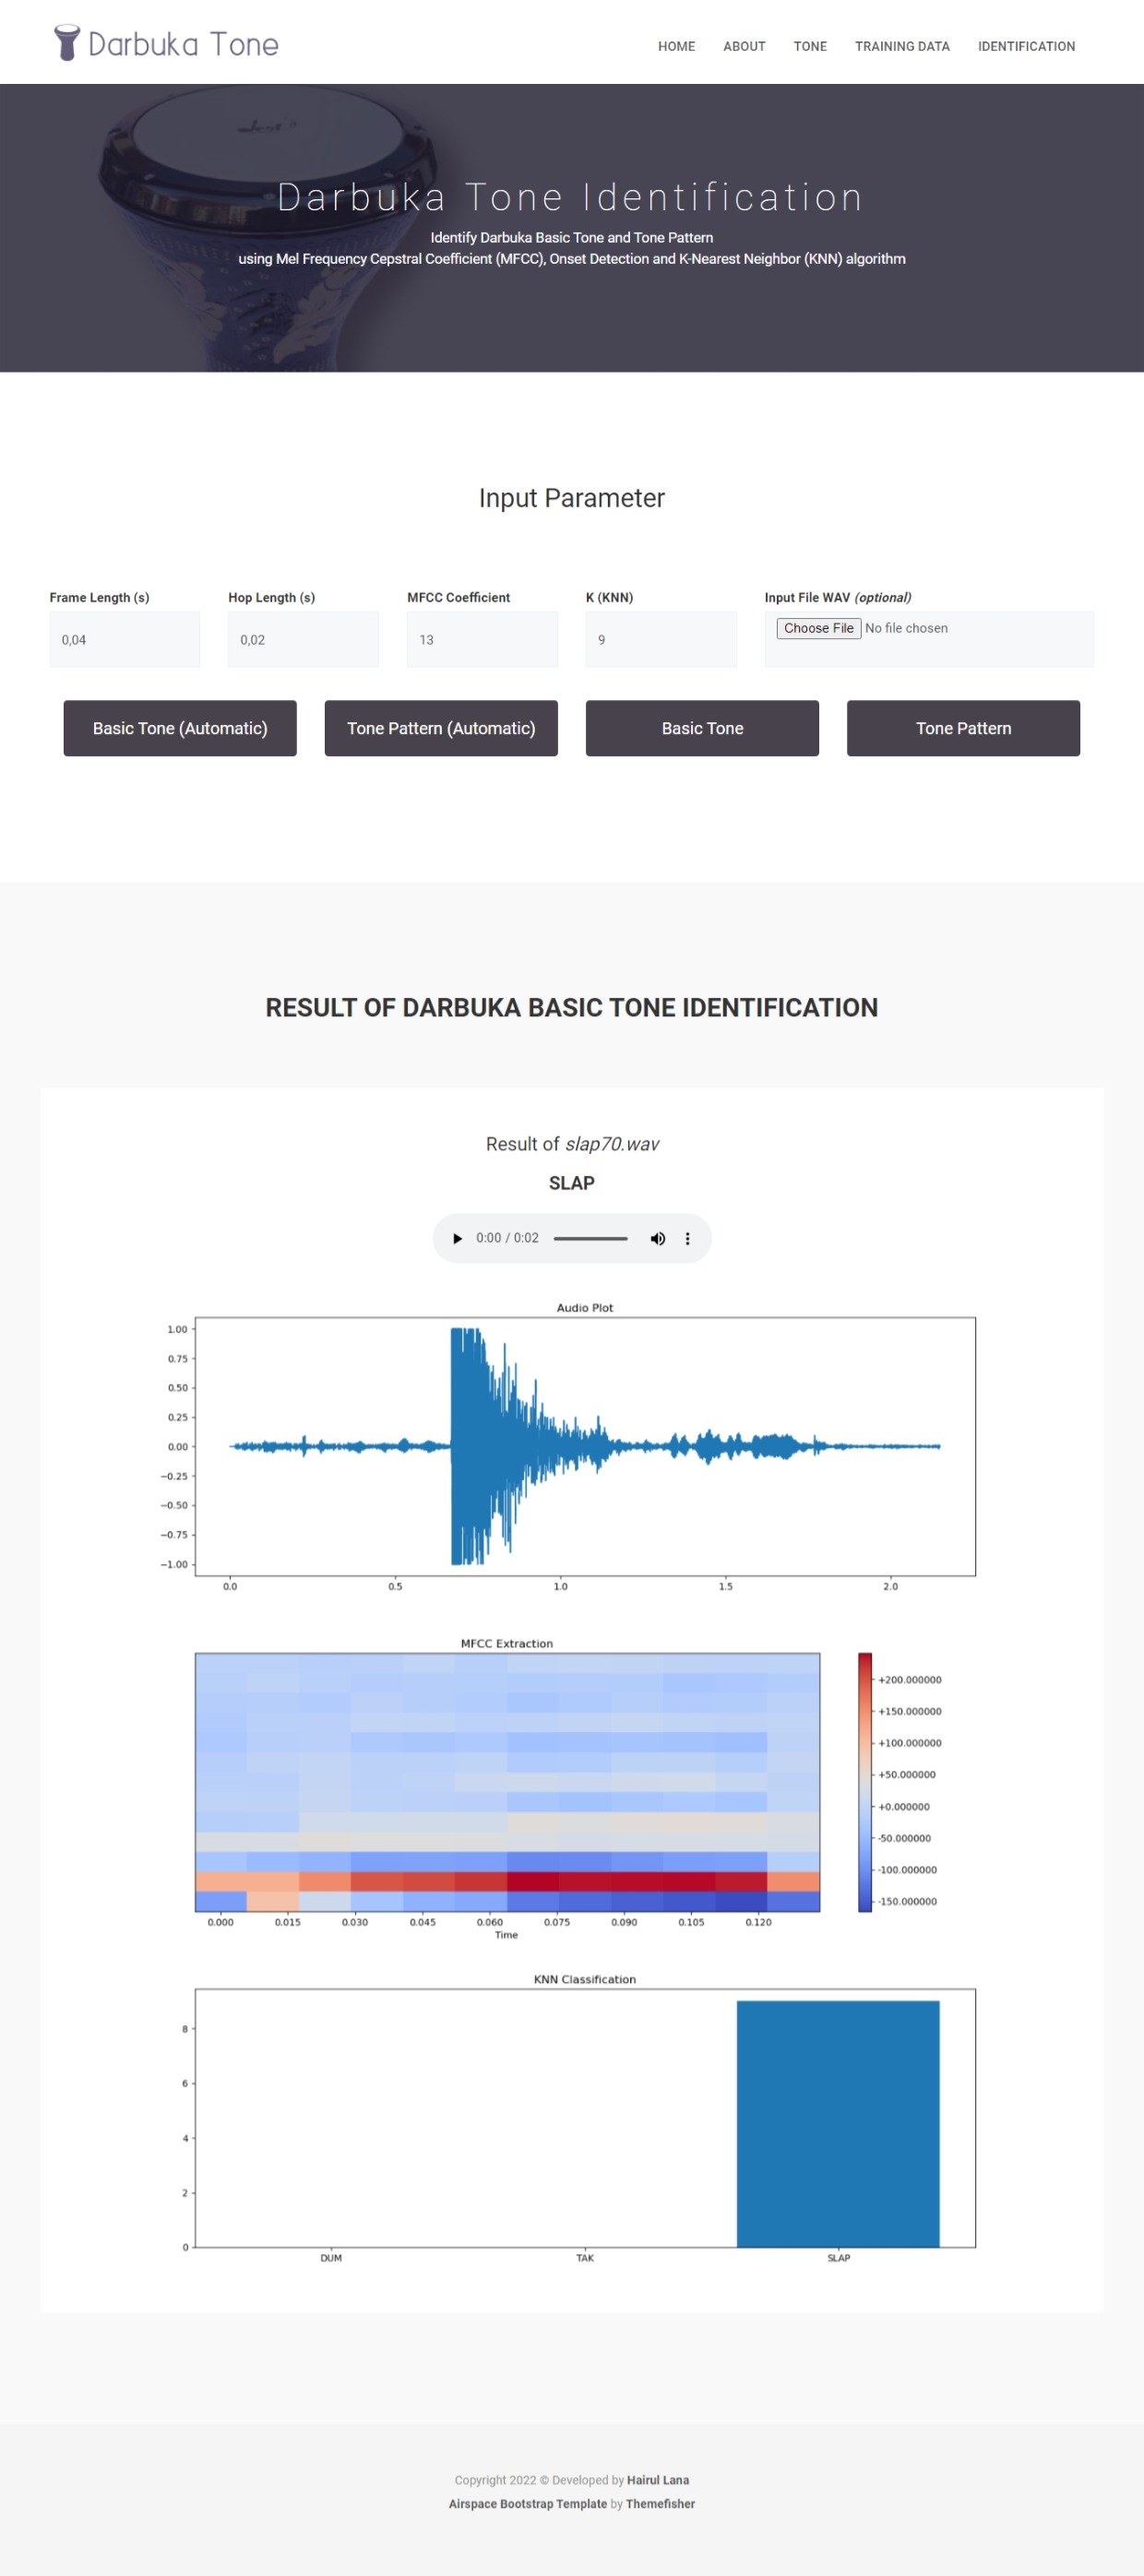 Darbuka Tone
HOME ABOUT TONE TRAINING DATA IDENTIFICATION
Darbuka Tone Identification
Identify Darbuka Basic Tone and Tone Pattern
using Mel Frequency Cepstral Coefficient (MFCC), Onset Detection and K-Nearest Neighbor (KNN) algorithm
Input Parameter
Frame Length (s) Hop Length (s) MFCC Coefficient K (KNN) Input File WAV (optional)
0,04 0,02 13 9 Choose File No file chosen
Basic Tone (Automatic) Tone Pattern (Automatic) Basic Tone Tone Pattern
RESULT OF DARBUKA BASIC TONE IDENTIFICATION
Result of slap70.wav
SLAP
0:00 / 0:02
Audio Plot
1.00
0.75
0.50
0.25
0.00
−0.25
−0.50
−0.75
−1.00
0.0 0.5 1.0 1.5 2.0
MFCC Extraction
+200.000000
+150.000000
+100.000000
+50.000000
+0.000000
-50.000000
-100.000000
-150.000000
0.000 0.015 0.030 0.045 0.060 0.075 0.090 0.105 0.120
Time
KNN Classification
8
6
4
2
0
DUM TAK SLAP
Copyright 2022 © Developed by Hairul Lana
Airspace Bootstrap Template by Themefisher